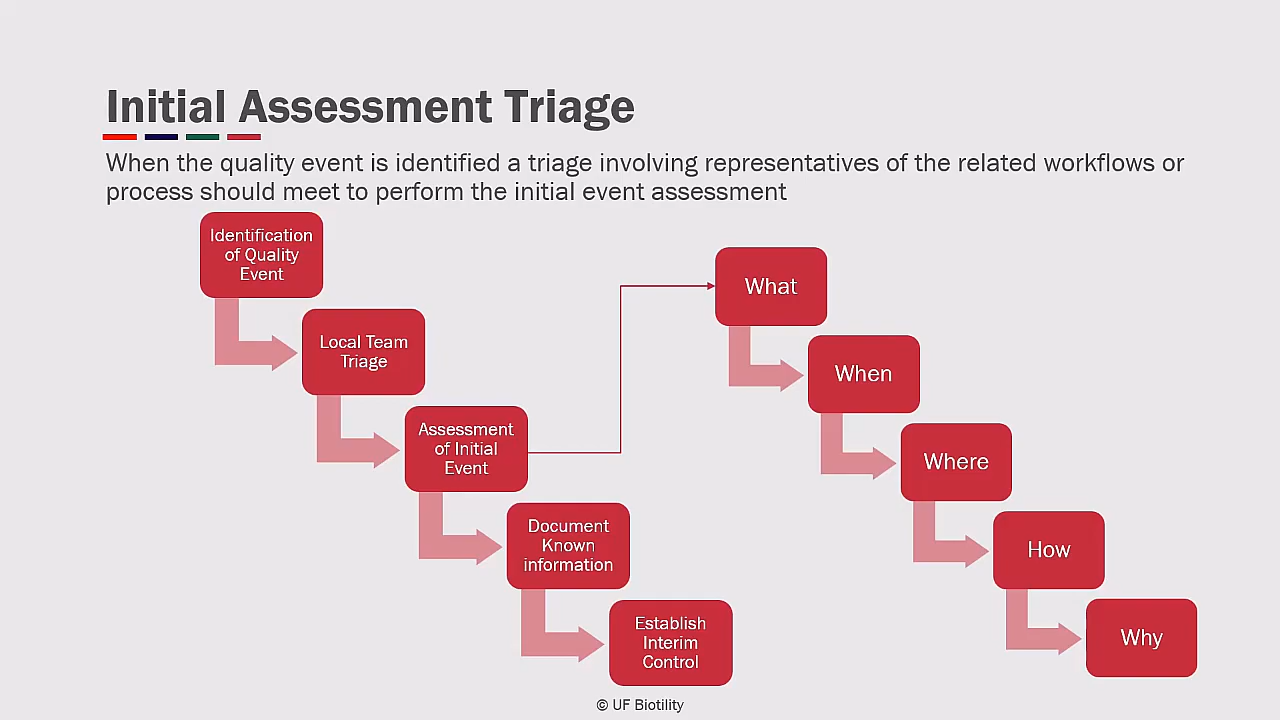 Initial Assessment Triage
When the quality event is identified a triage involving representatives of the related workflows or
process should meet to perform the initial event assessment
Identification
of Quality
Event
Local Team
Triage
Assessment
of Initial
Event
Document
Known
information
Establish
Interim
Control
What
When
Where
How
Why
© UF Biotility